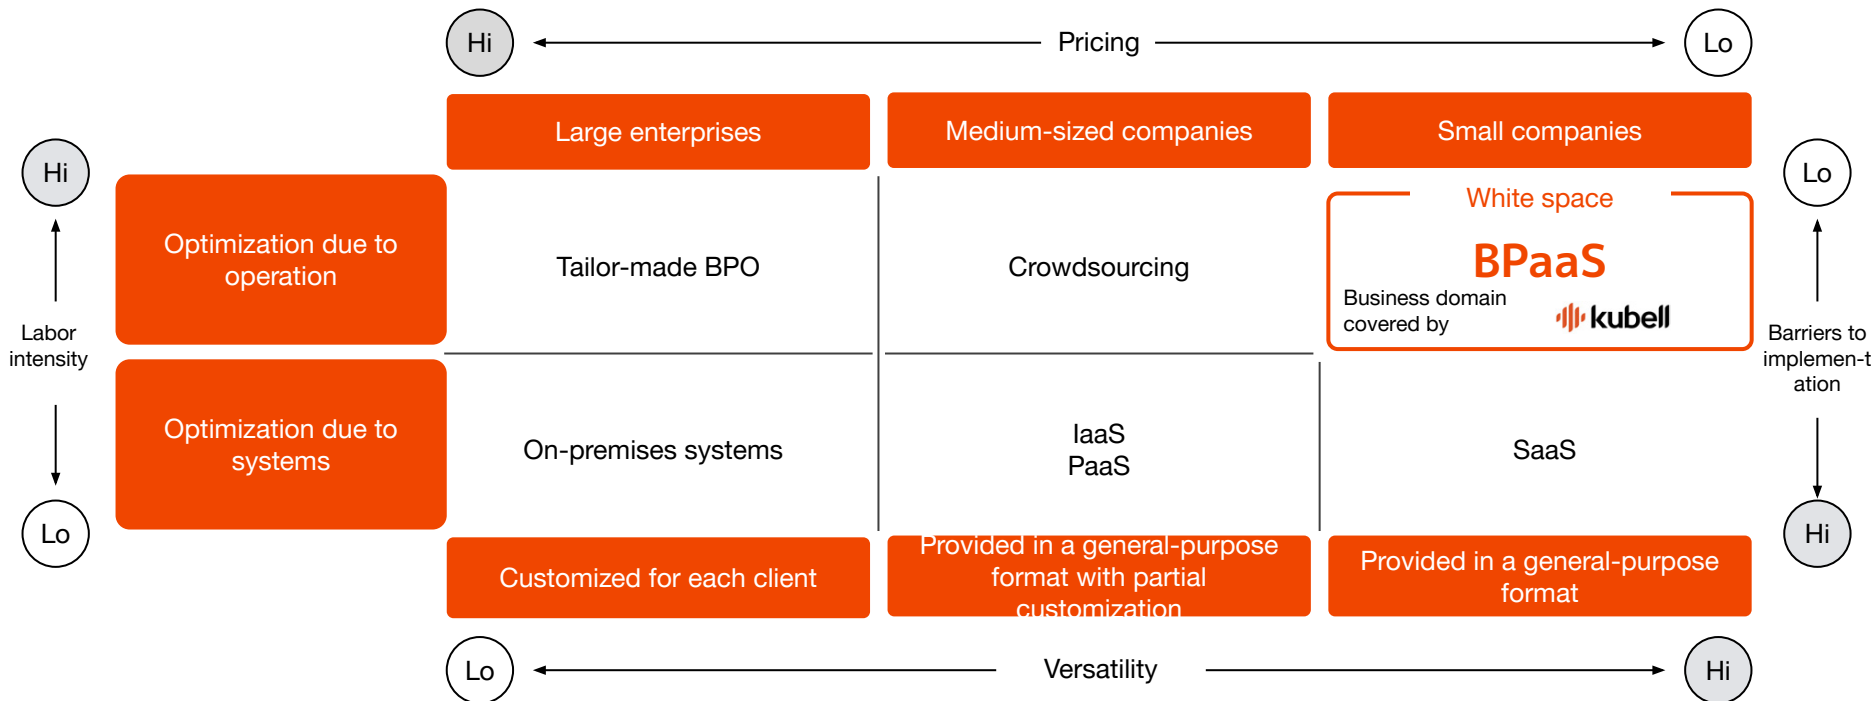 Hi
Pricing
Lo
Large enterprises
Medium-sized companies
Small companies
Hi
Lo
White space
Optimization due to
operation
Tailor-made BPO
Crowdsourcing
BPaaS
Business domain
covered by
kubell
Labor
intensity
Barriers to
implemen-t
ation
Optimization due to
systems
On-premises systems
IaaS
PaaS
SaaS
Lo
Hi
Customized for each client
Provided in a general-purpose
format with partial
customization
Provided in a general-purpose
format
Lo
Versatility
Hi